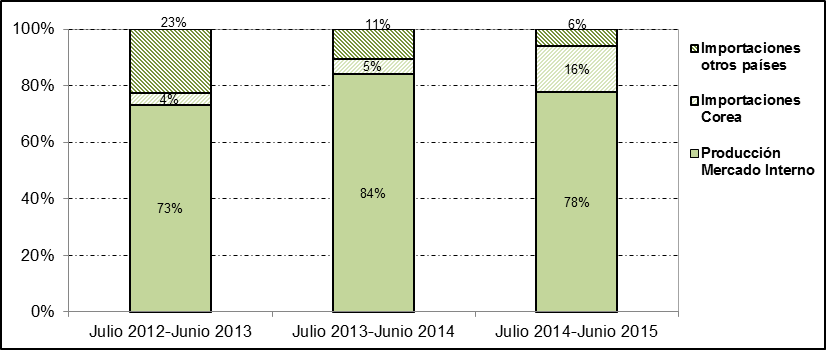 100%
80%
60%
40%
20%
0%
23%
4%
73%
11%
5%
84%
6%
16%
78%
Julio 2012-Junio 2013
Julio 2013-Junio 2014
Julio 2014-Junio 2015
Importaciones
otros países
Importaciones
Corea
Producción
Mercado Interno